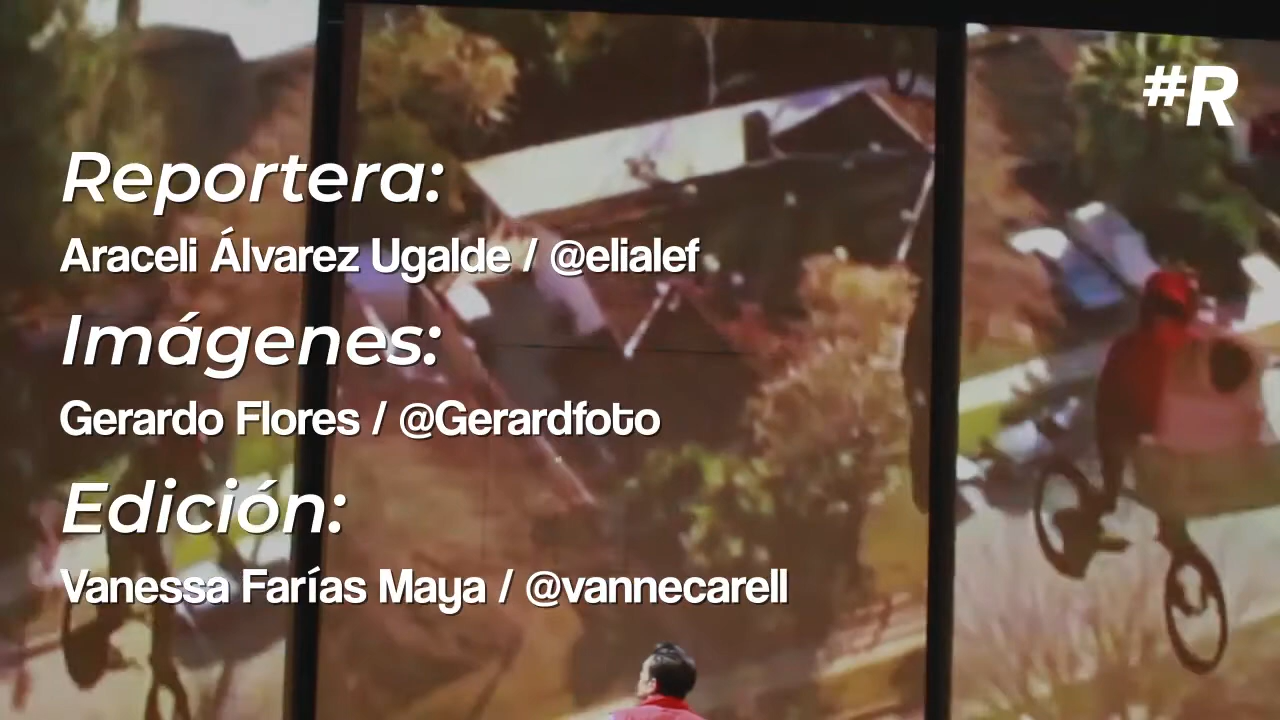 #R
Reportera:
Araceli Álvarez Ugalde / @elialef
Imágenes:
Gerardo Flores / @Gerardfoto
Edición:
Vanessa Farías Maya / @vannecarell